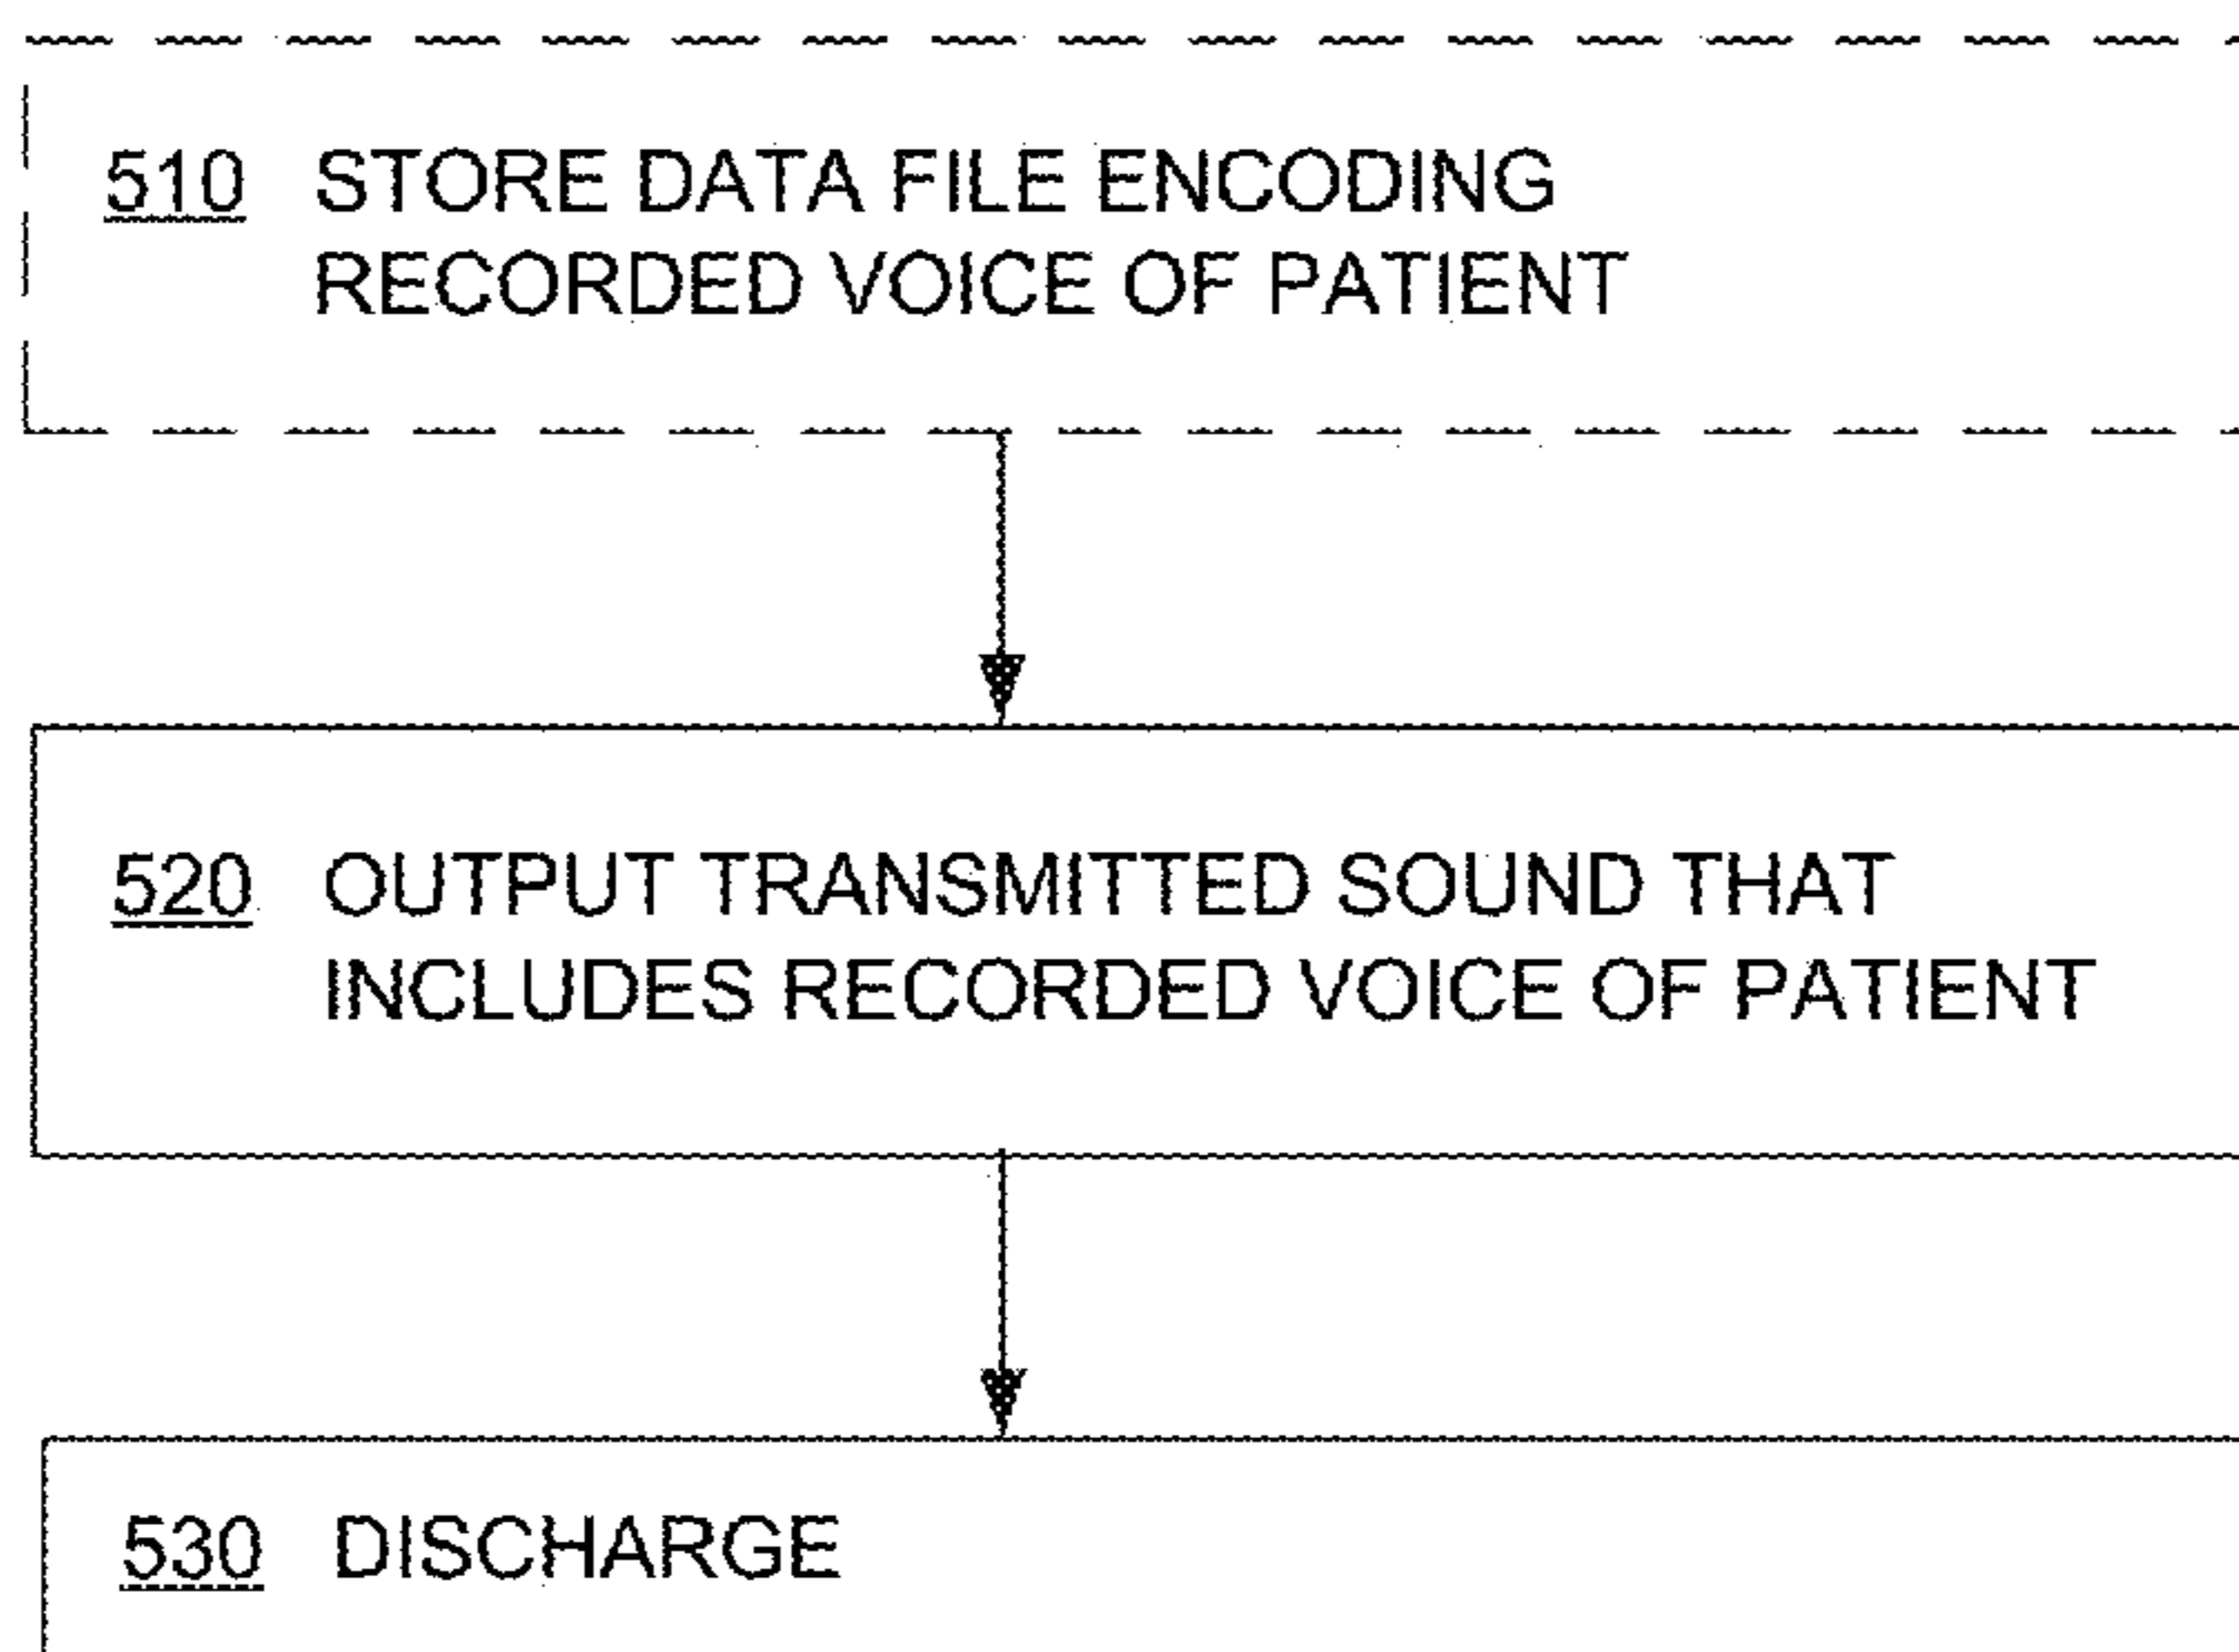 510 STORE DATA FILE ENCODING
RECORDED VOICE OF PATIENT
520 OUTPUT TRANSMITTED SOUND THAT
INCLUDES RECORDED VOICE OF PATIENT
530 DISCHARGE